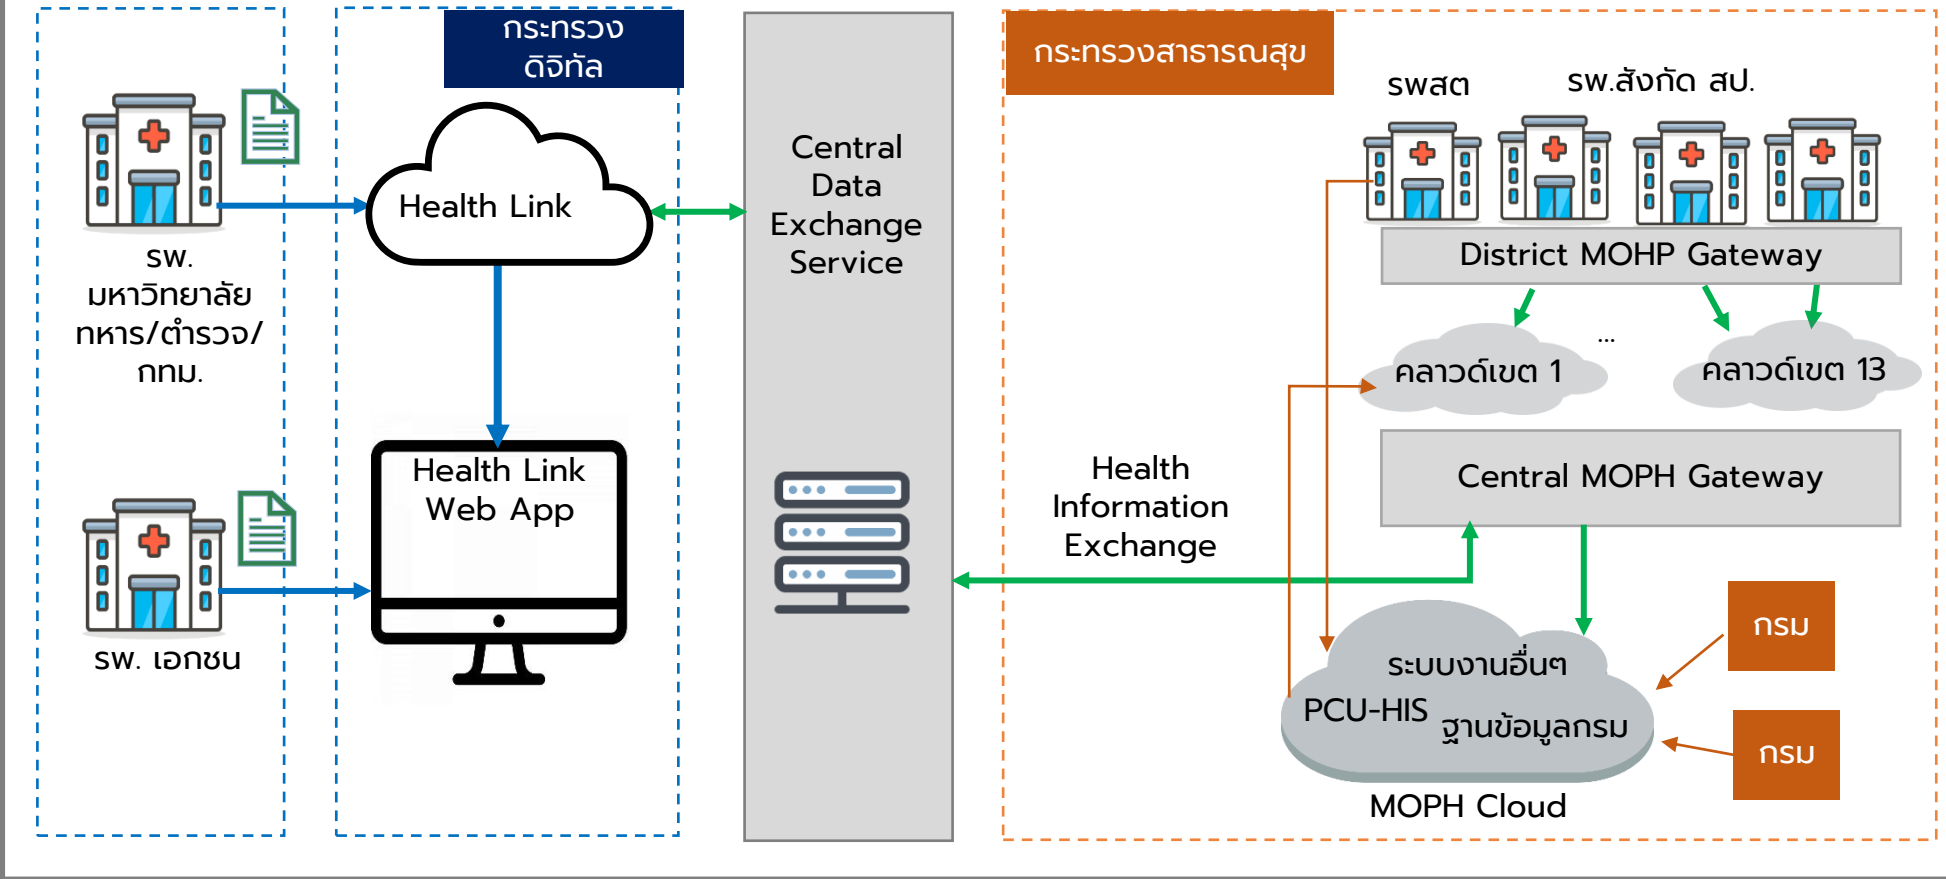 กระทรวง
ดิจิทัล
กระทรวงสาธารณสุข
รพสต
รพ.สังกัด สป.
Health Link
Central
Data
Exchange
Service
รพ.
มหาวิทยาลัย
ทหาร/ตำรวจ/
กทม.
District MOHP Gateway
คลาวด์เขต 1
...
คลาวด์เขต 13
Health Link
Web App
Health
Information
Exchange
Central MOPH Gateway
รพ. เอกชน
ระบบงานอื่นๆ
PCU-HIS
ฐานข้อมูลกรม
MOPH Cloud
กรม
กรม